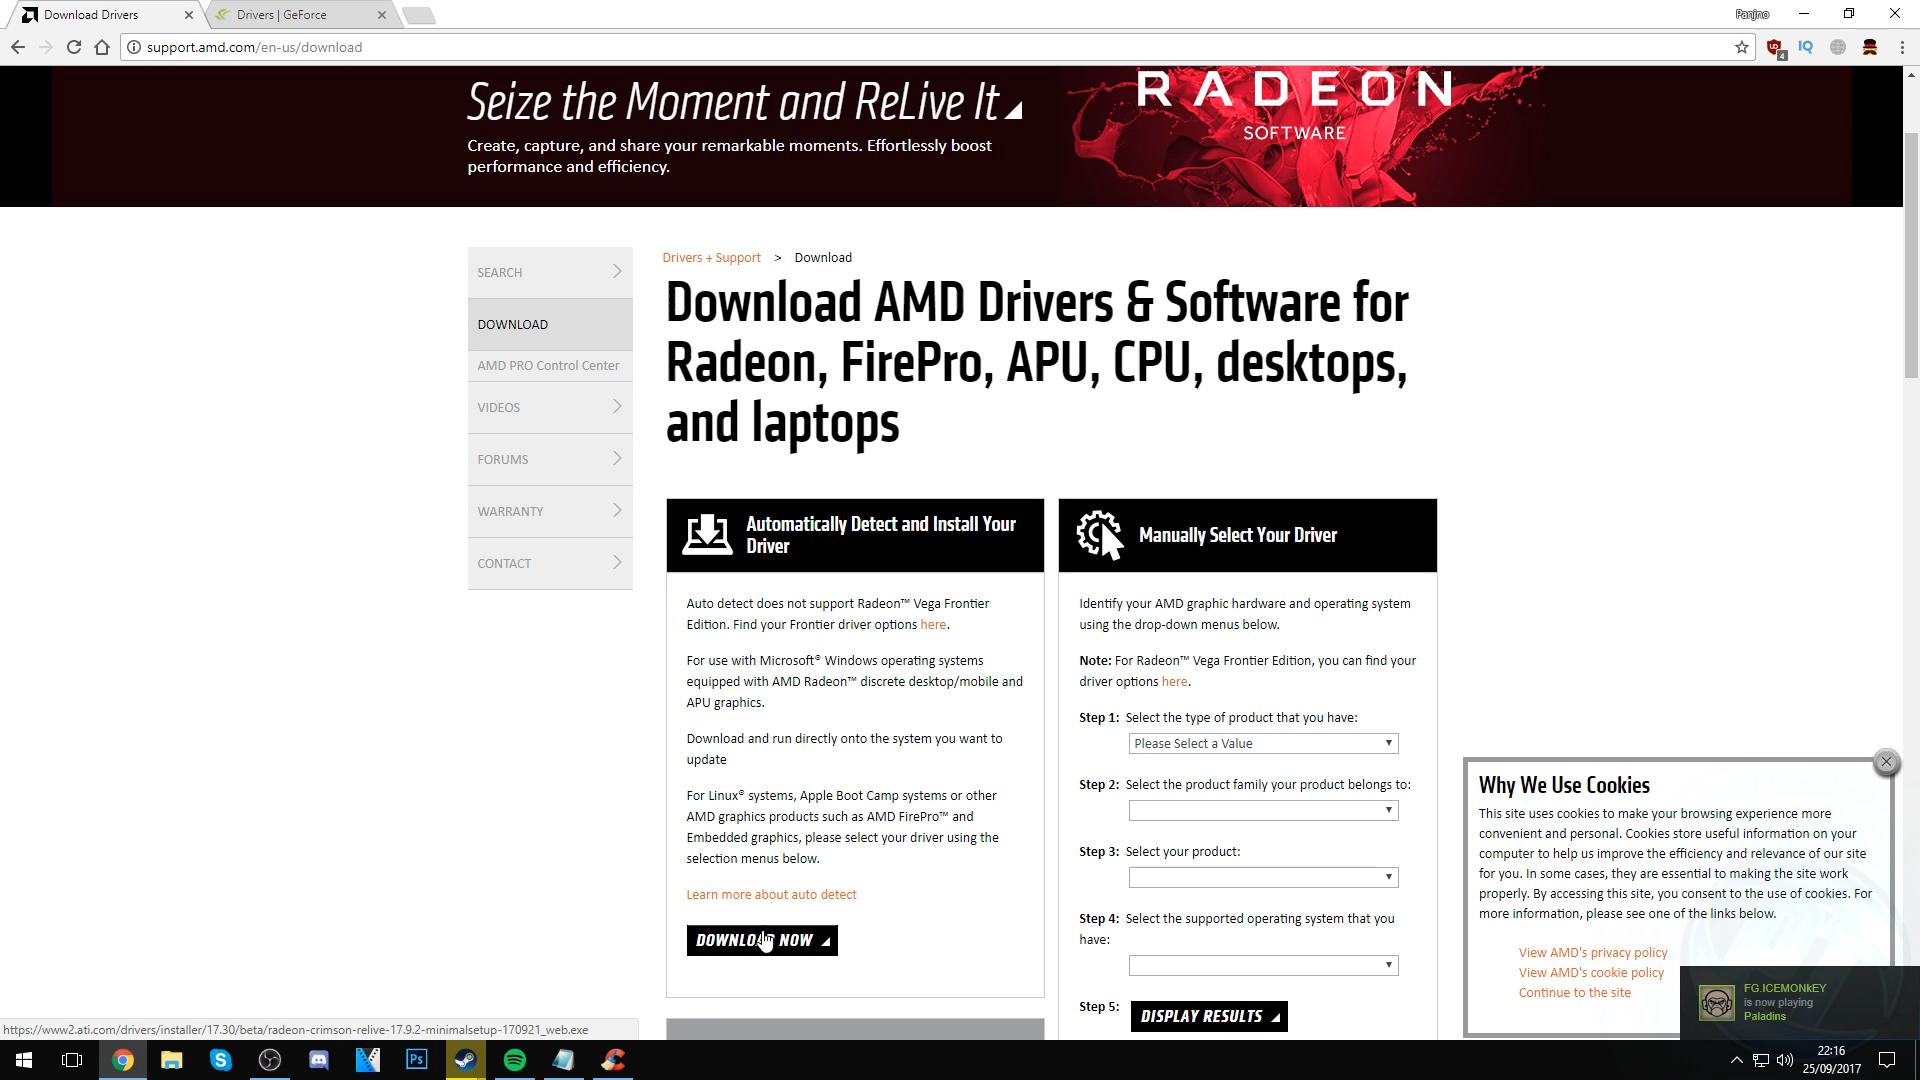 Download Drivers
Drivers | GeForce
Panjno
support.amd.com/en-us/download
4
IQ
Seize the Moment and ReLive It
Create, capture, and share your remarkable moments. Effortlessly boost
performance and efficiency.
RADEON
SOFTWARE
SEARCH
DOWNLOAD
AMD PRO Control Center
VIDEOS
FORUMS
WARRANTY
CONTACT
Drivers + Support > Download
Download AMD Drivers & Software for
Radeon, FirePro, APU, CPU, desktops,
and laptops
Automatically Detect and Install Your
Driver
Auto detect does not support Radeon™ Vega Frontier
Edition. Find your Frontier driver options here.
For use with Microsoft® Windows operating systems
equipped with AMD Radeon™ discrete desktop/mobile and
APU graphics.
Download and run directly onto the system you want to
update
For Linux® systems, Apple Boot Camp systems or other
AMD graphics products such as AMD FirePro™ and
Embedded graphics, please select your driver using the
selection menus below.
Learn more about auto detect
DOWNLOAD NOW
Manually Select Your Driver
Identify your AMD graphic hardware and operating system
using the drop-down menus below.
Note: For Radeon™ Vega Frontier Edition, you can find your
driver options here.
Step 1: Select the type of product that you have:
Please Select a Value
Step 2: Select the product family your product belongs to:
Step 3: Select your product:
Step 4: Select the supported operating system that you
have:
Step 5:
DISPLAY RESULTS
Why We Use Cookies
This site uses cookies to make your browsing experience more
convenient and personal. Cookies store useful information on your
computer to help us improve the efficiency and relevance of our site
for you. In some cases, they are essential to making the site work
properly. By accessing this site, you consent to the use of cookies. For
more information, please see one of the links below.
View AMD's privacy policy
View AMD's cookie policy
Continue to the site
FG.ICEMONkEY
is now playing
Paladins
https://www2.ati.com/drivers/installer/17.30/beta/radeon-crimson-relive-17.9.2-minimalsetup-170921_web.exe
Ps
22:16
25/09/2017